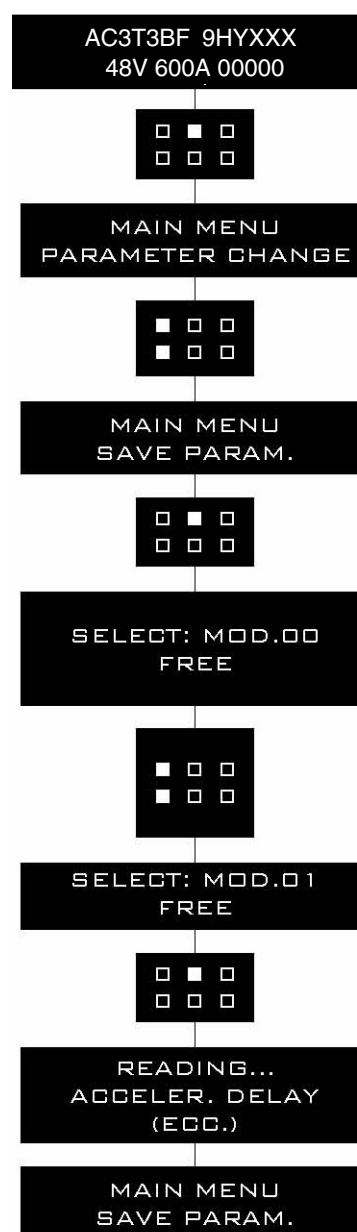 AC3T3BF 9HYXXX
48V 600A 00000
MAIN MENU
PARAMETER CHANGE
MAIN MENU
SAVE PARAM.
SELECT: MOD.00
FREE
SELECT: MOD.01
FREE
READING...
ACCELER. DELAY
(ECC.)
MAIN MENU
SAVE PARAM.